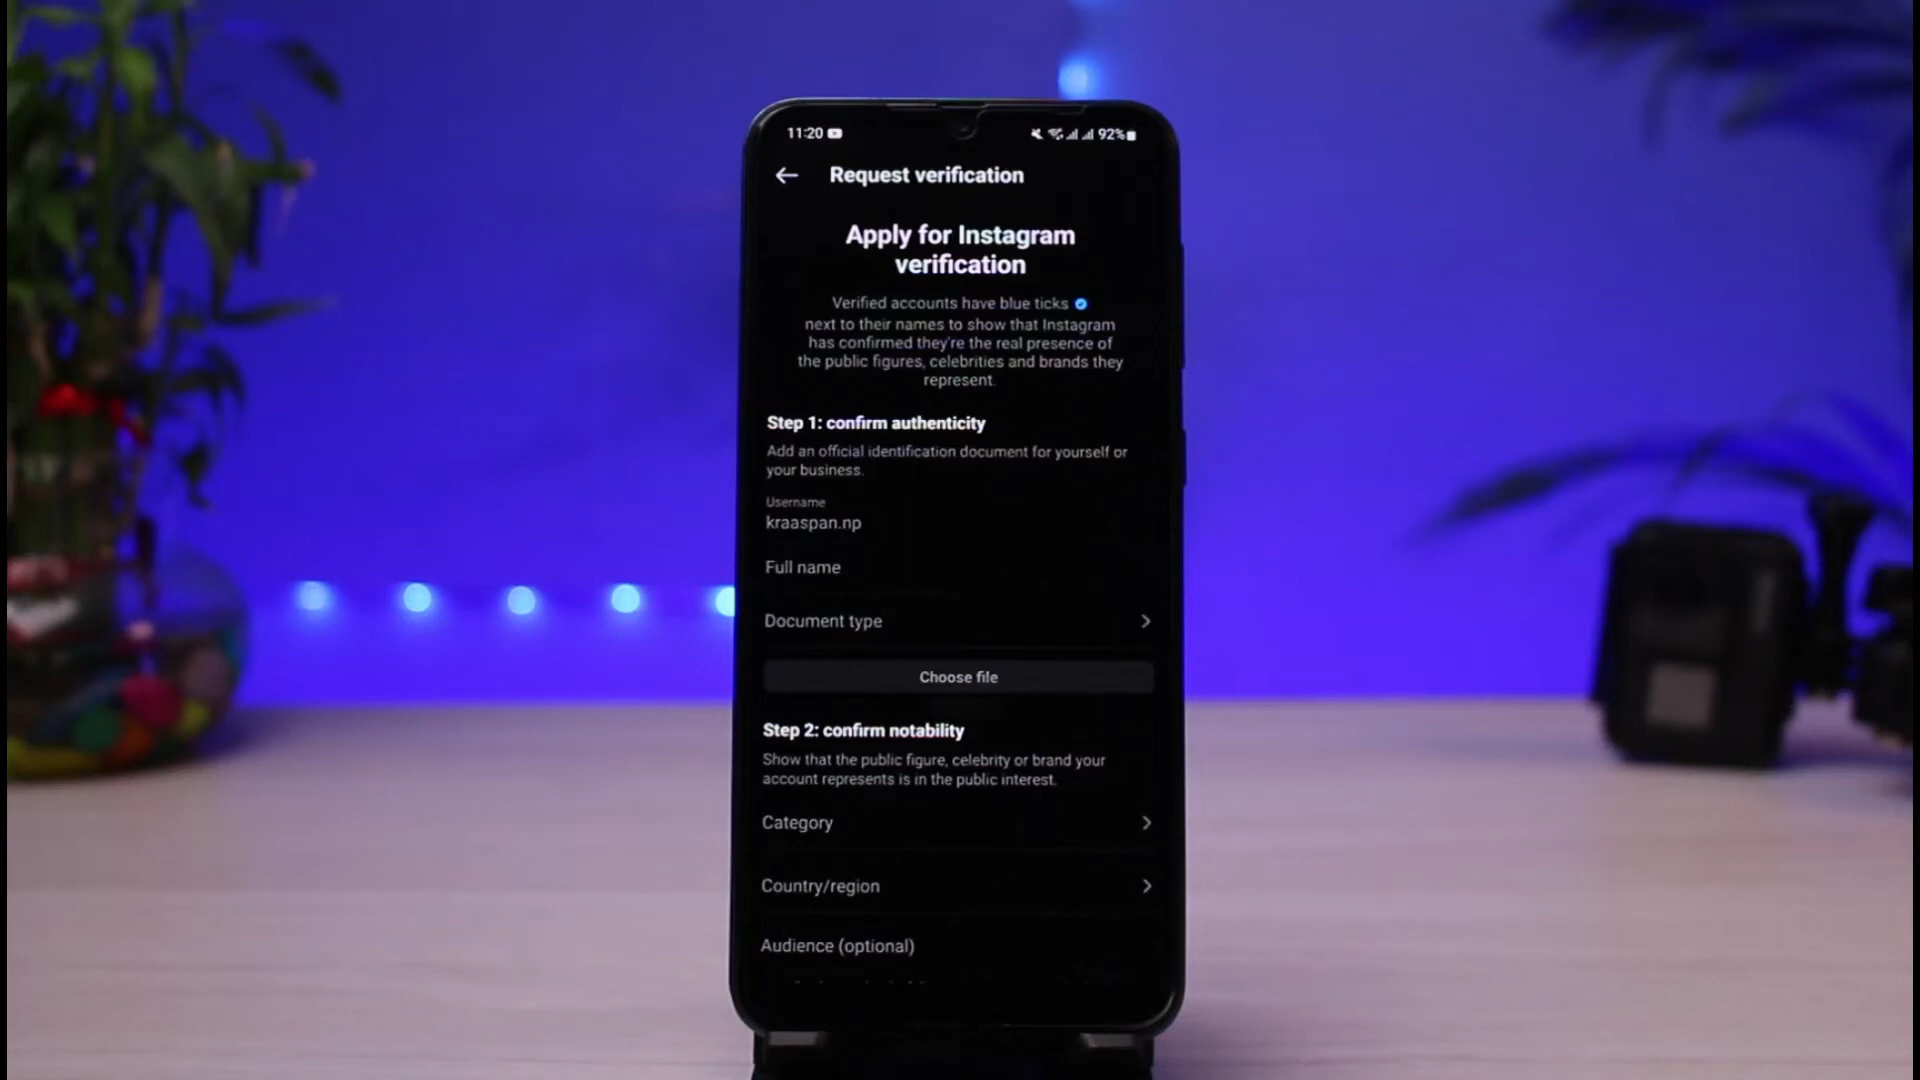 11:20 92%
Request verification
Apply for Instagram
verification
Verified accounts have blue ticks
next to their names to show that Instagram
has confirmed they're the real presence of
the public figures, celebrities and brands they
represent.
Step 1: confirm authenticity
Add an official identification document for yourself or
your business.
Username
kraaspan.np
Full name
Document type
Choose file
Step 2: confirm notability
Show that the public figure, celebrity or brand your
account represents is in the public interest.
Category
Country/region
Audience (optional)